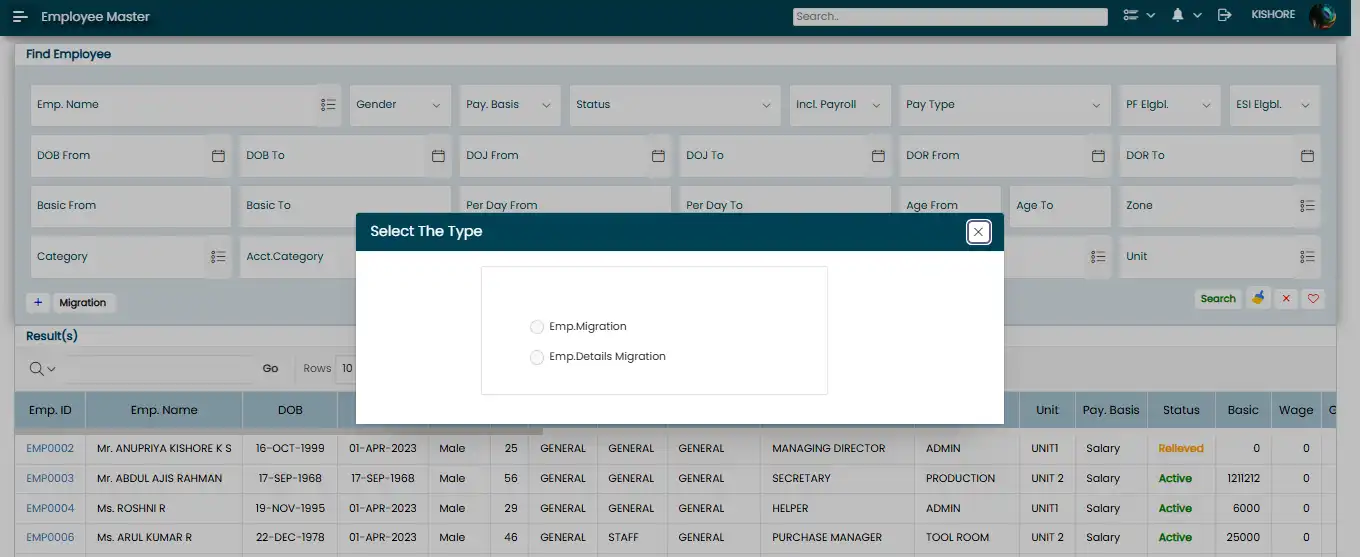 Employee Master
Search..
KISHORE
Find Employee
Emp. Name
Gender
Pay. Basis
Status
Incl. Payroll
Pay Type
PF Elgbl.
ESI Elgbl.
DOB From
DOB To
DOJ From
DOJ To
DOR From
DOR To
Basic From
Basic To
Per Day From
Per Day To
Age From
Age To
Zone
Category
Acct.Category
Unit
Select The Type
Emp.Migration
Emp.Details Migration
+ Migration
Search
Result(s)
Go
Rows 10
Emp. ID Emp. Name DOB Unit Pay. Basis Status Basic Wage G
EMP0002 Mr. ANUPRIYA KISHORE K S 16-OCT-1999 01-APR-2023 Male 25 GENERAL GENERAL GENERAL MANAGING DIRECTOR ADMIN UNIT1 Salary Relieved 0 0
EMP0003 Mr. ABDUL AJIS RAHMAN 17-SEP-1968 17-SEP-1968 Male 56 GENERAL GENERAL GENERAL SECRETARY PRODUCTION UNIT 2 Salary Active 1211212 0
EMP0004 Ms. ROSHNI R 19-NOV-1995 01-APR-2023 Male 29 GENERAL GENERAL GENERAL HELPER ADMIN UNIT1 Salary Active 6000 0
EMP0006 Ms. ARUL KUMAR R 22-DEC-1978 01-APR-2023 Male 46 GENERAL STAFF GENERAL PURCHASE MANAGER TOOL ROOM UNIT 2 Salary Active 25000 0